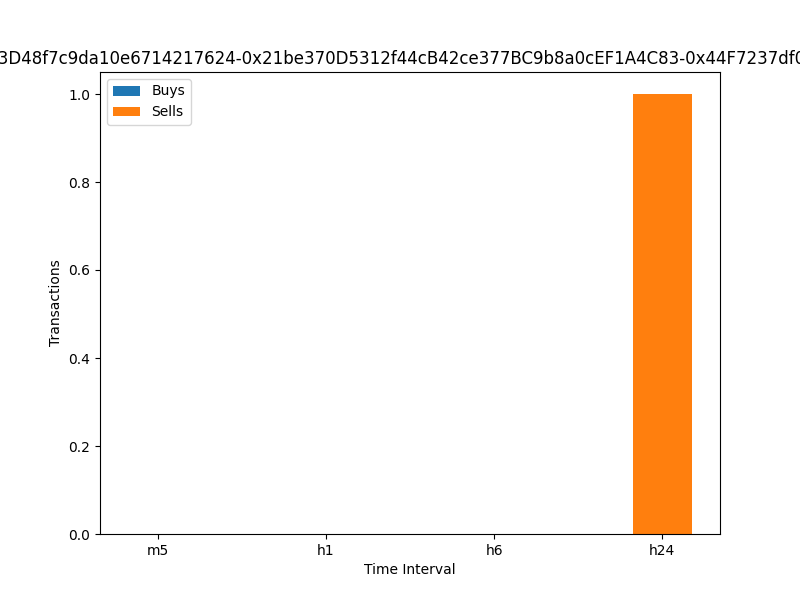 3D48f7c9da10e6714217624-0x21be370D5312f44cB42ce377BC9b8a0cEF1A4C83-0x44F7237df0
Buys
Sells
1.0
0.8
0.6
0.4
0.2
0.0
Transactions
m5 h1 h6 h24
Time Interval